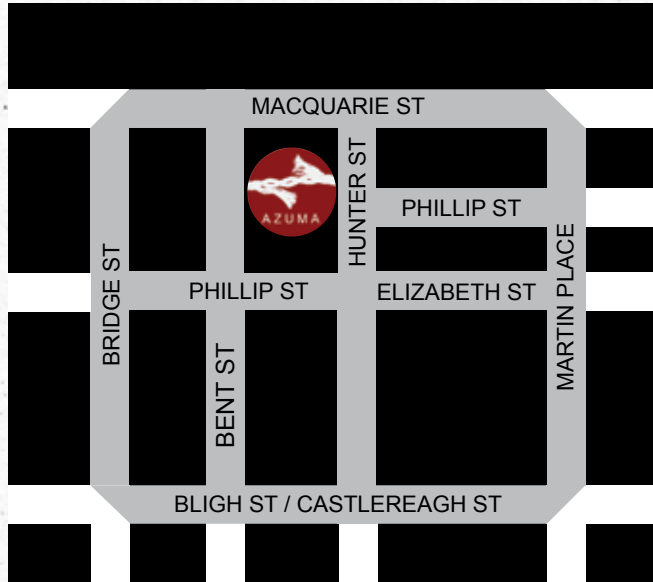 MACQUARIE ST
HUNTER ST
AZUMA
PHILLIP ST
MARTIN PLACE
BRIDGE ST
PHILLIP ST
ELIZABETH ST
BENT ST
BLIGH ST / CASTLEREAGH ST